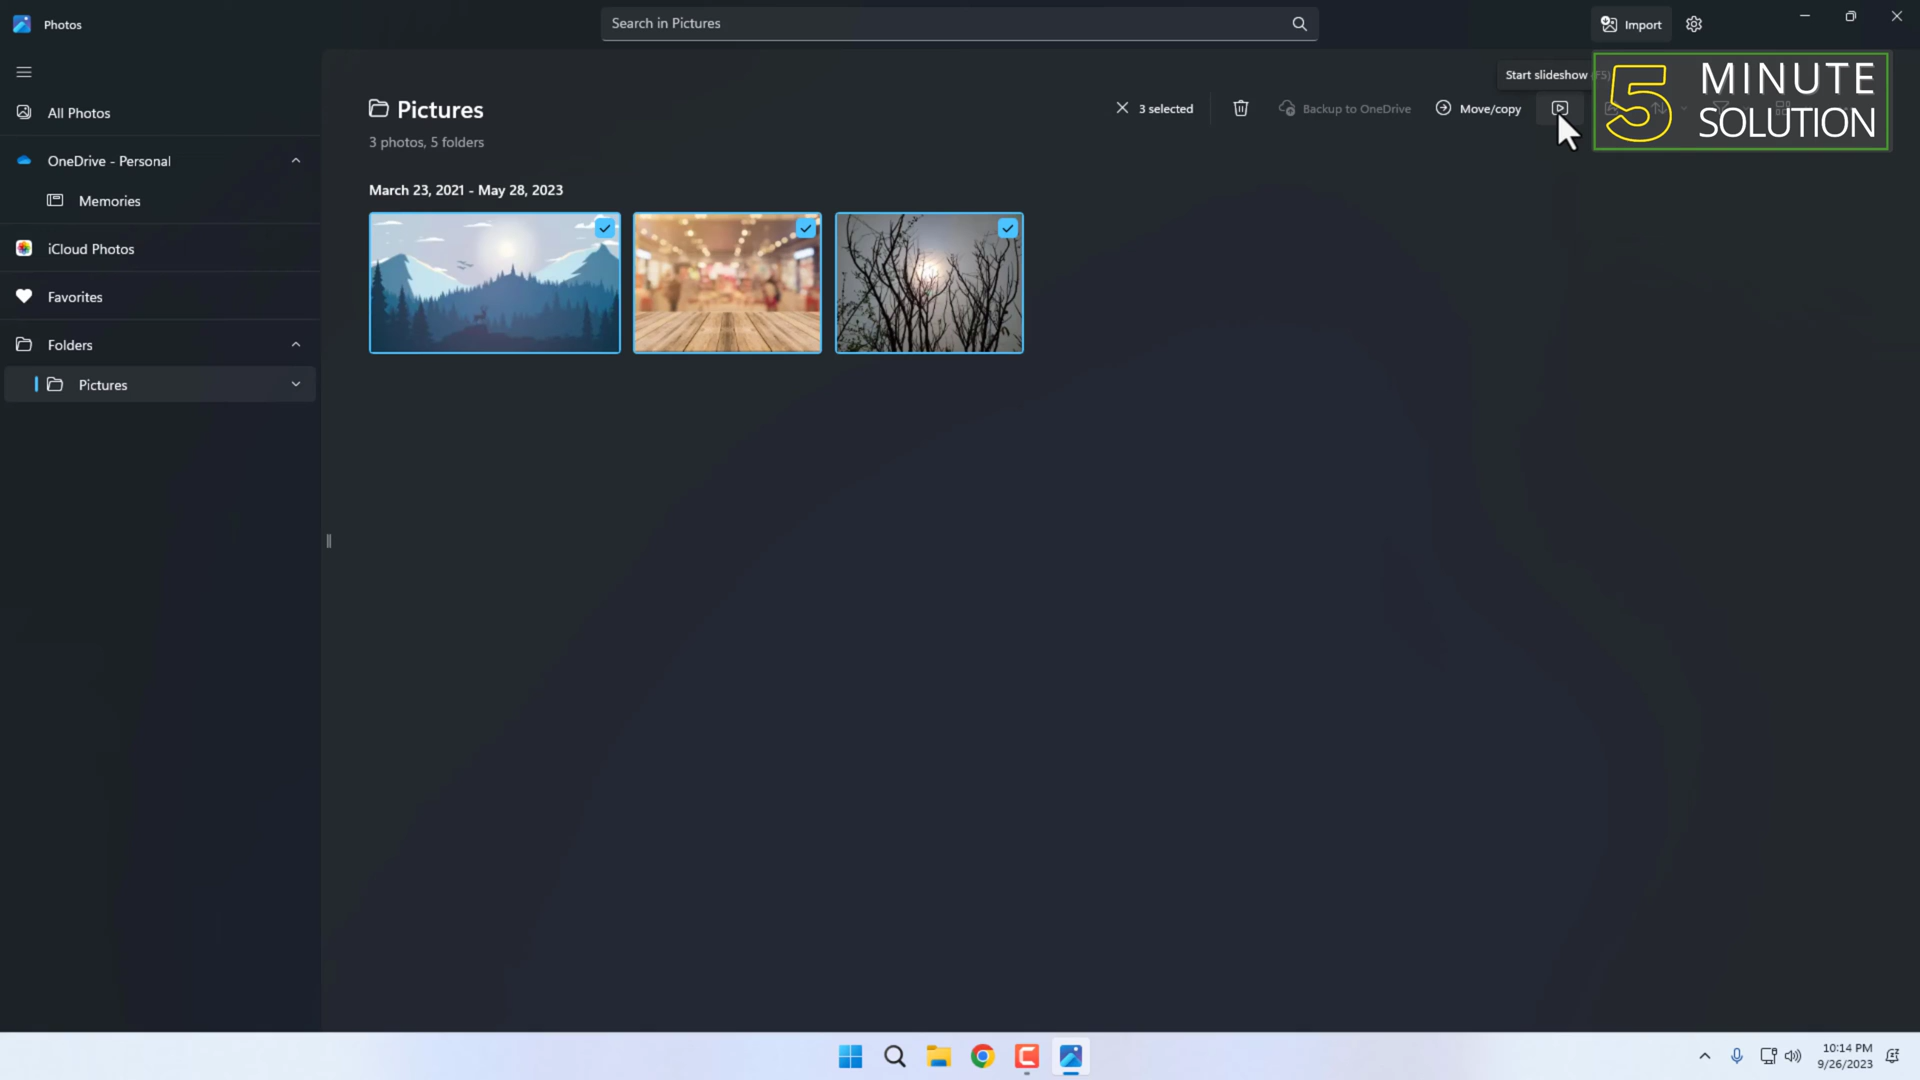 Photos
Search in Pictures
Import
All Photos
OneDrive - Personal
Memories
iCloud Photos
Favorites
Folders
Pictures
Start slideshow (F5)
5 MINUTE
SOLUTION
Pictures
3 selected
Backup to OneDrive
Move/copy
3 photos, 5 folders
March 23, 2021 - May 28, 2023
10:14 PM
9/26/2023